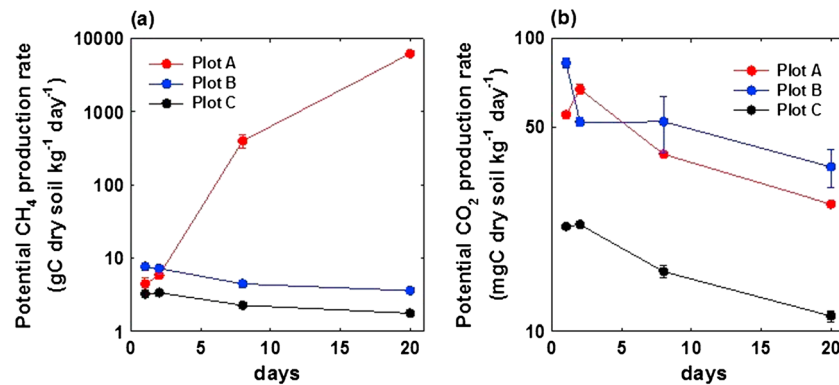 (a)
Potential CH4 production rate
(gC dry soil kg-1 day-1)
10000
1000
100
10
1
Plot A
Plot B
Plot C
0
5
10
15
20
days
(b)
Potential CO2 production rate
(mgC dry soil kg-1 day-1)
100
50
10
Plot A
Plot B
Plot C
0
5
10
15
20
days